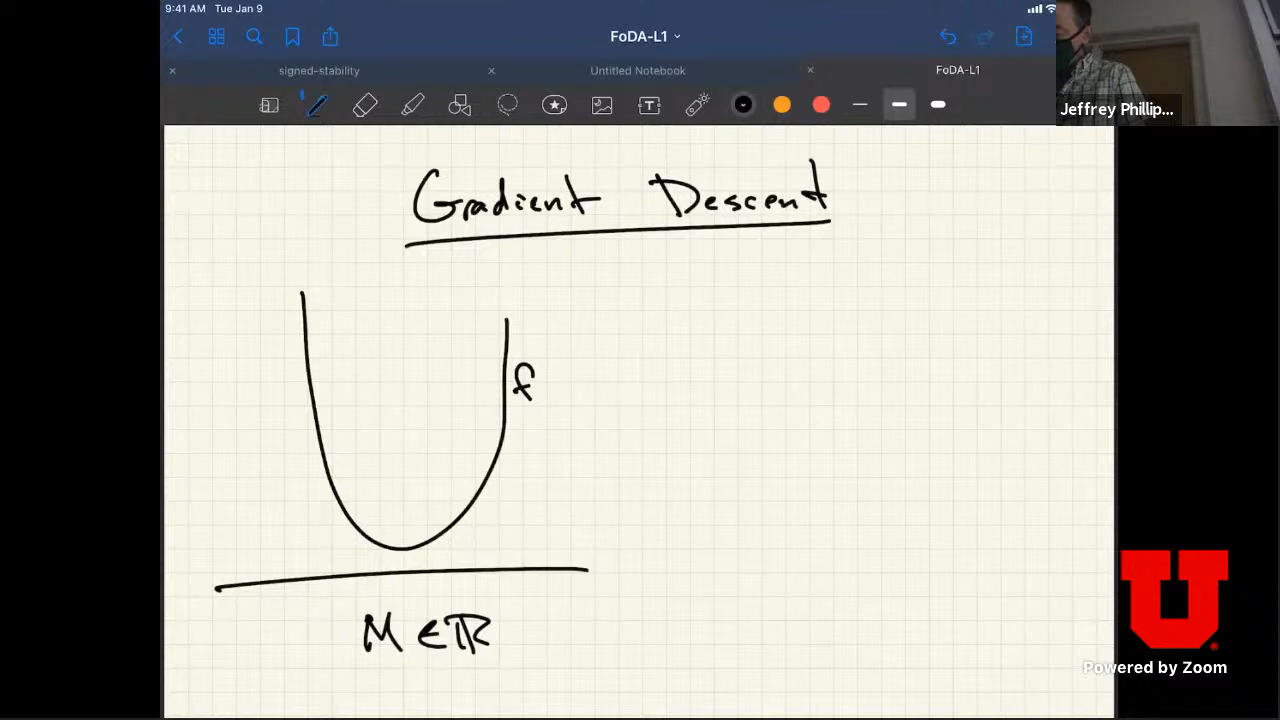 9:41 AM Tue Jan 9
FoDA-L1
signed-stability
Untitled Notebook
FoDA-L1
T
Jeffrey Phillip...
Gradient Descent
f
M ∈ ℝ
U
Powered by Zoom